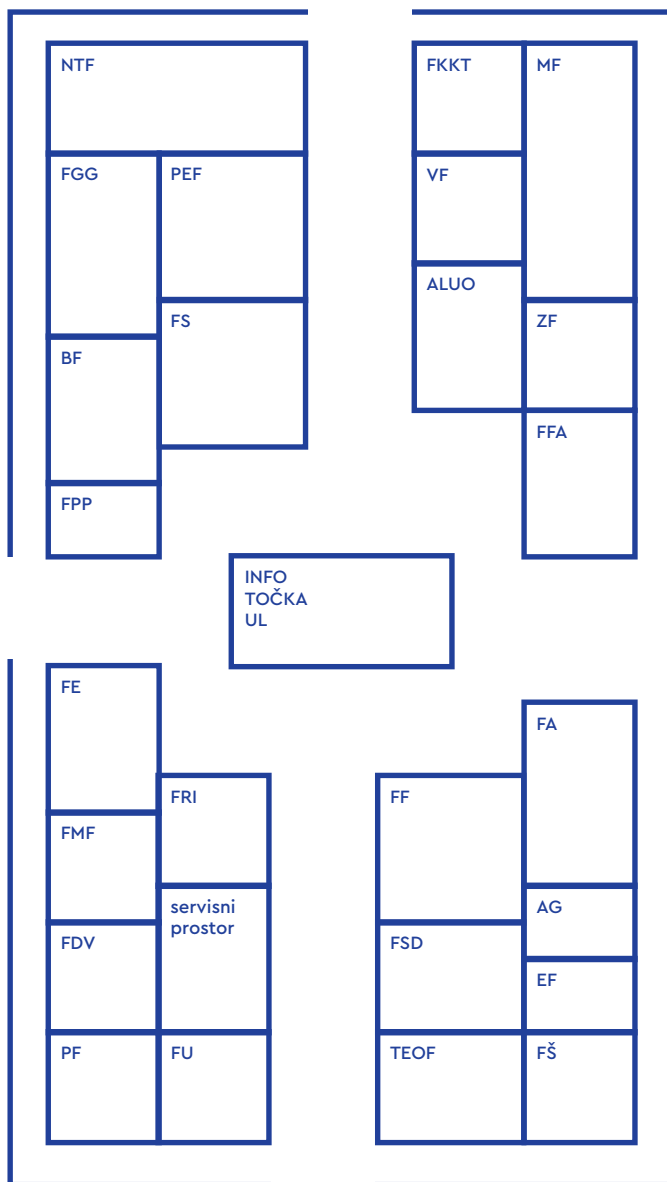 NTF
FGG
PEF
FS
BF
FPP
FKKT
MF
VF
ALUO
ZF
FFA
INFO
TOČKA
UL
FE
FRI
FMF
servisni
prostor
FDV
PF
FU
FA
FF
AG
FSD
EF
TEOF
FŠ